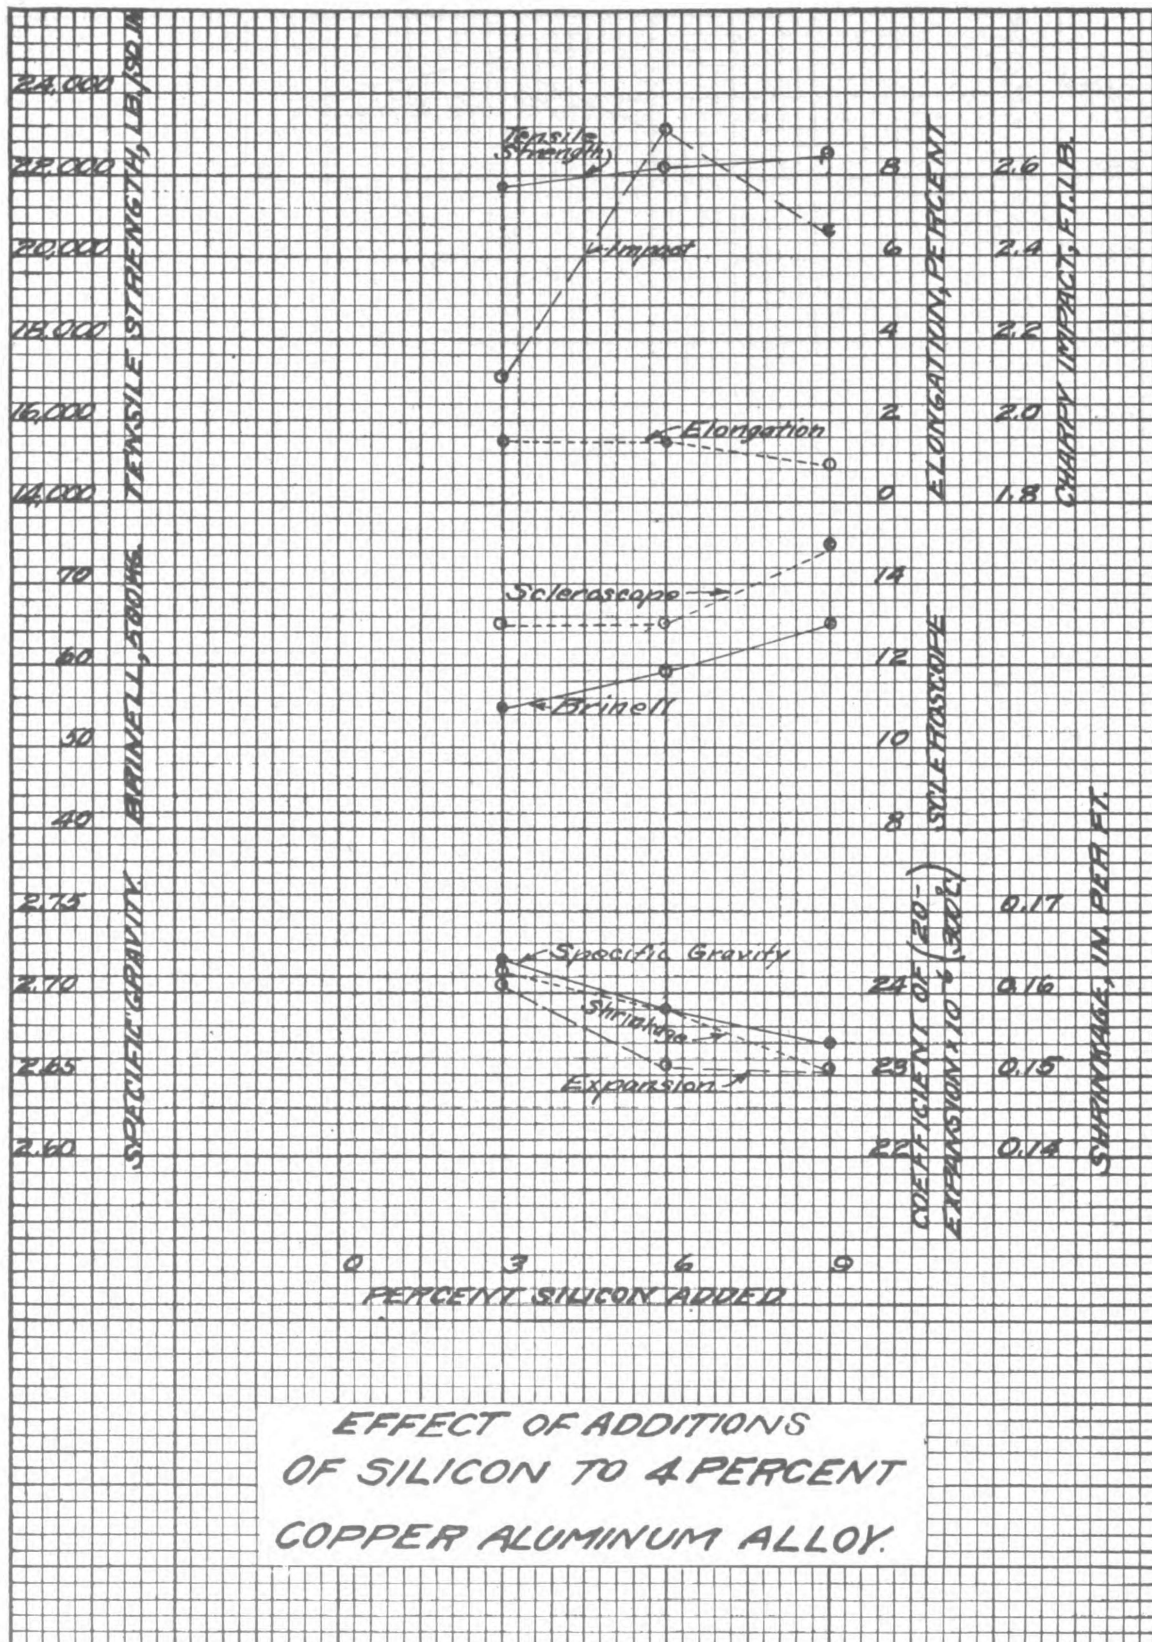 24,000
22,000
20,000
18,000
16,000
14,000
TENSILE STRENGTH, LB./SQ. IN
70
60
50
40
BRINELL, 500 KG.
2.75
2.70
2.65
2.60
SPECIFIC GRAVITY.
Tensile
Strength
Impact
Elongation
Scleroscope
Brinell
Specific Gravity
Shrinkage
Expansion
8
6
4
2
0
ELONGATION, PERCENT
2.6
2.4
2.2
2.0
1.8
CHARPY IMPACT, FT. LB.
14
12
10
8
SCLEROSCOPE
24
23
22
COEFFICIENT OF (20°-
EXPANSION X 10 6 300°C.)
0.17
0.16
0.15
0.14
SHRINKAGE, IN. PER FT.
0 3 6 9
PERCENT SILICON ADDED
EFFECT OF ADDITIONS
OF SILICON TO 4 PERCENT
COPPER ALUMINUM ALLOY.